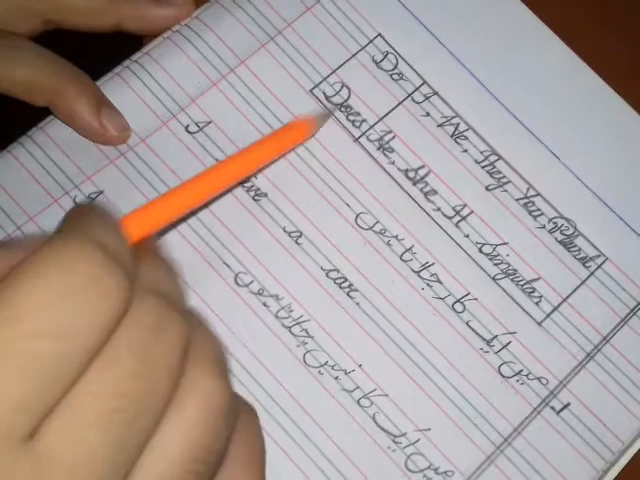 Do I, We, They, You, Plural
Does He, She, It, Singular
میں ایک کار چلاتا ہوں
I ive a car.
میں ایک کار نہیں چلاتا ہوں۔
I